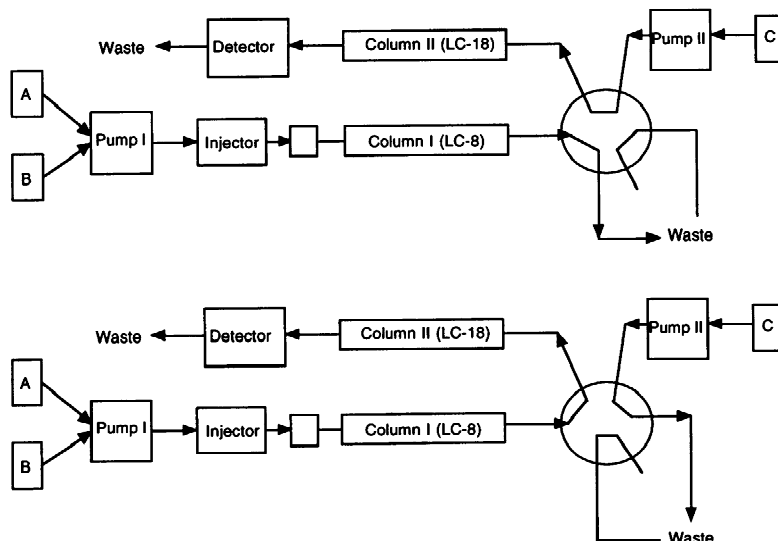 Waste
Detector
Column II (LC-18)
Pump II
C
A
Pump I
Injector
Column I (LC-8)
B
Waste
Waste
Detector
Column II (LC-18)
Pump II
C
A
Pump I
Injector
Column I (LC-8)
B
Waste